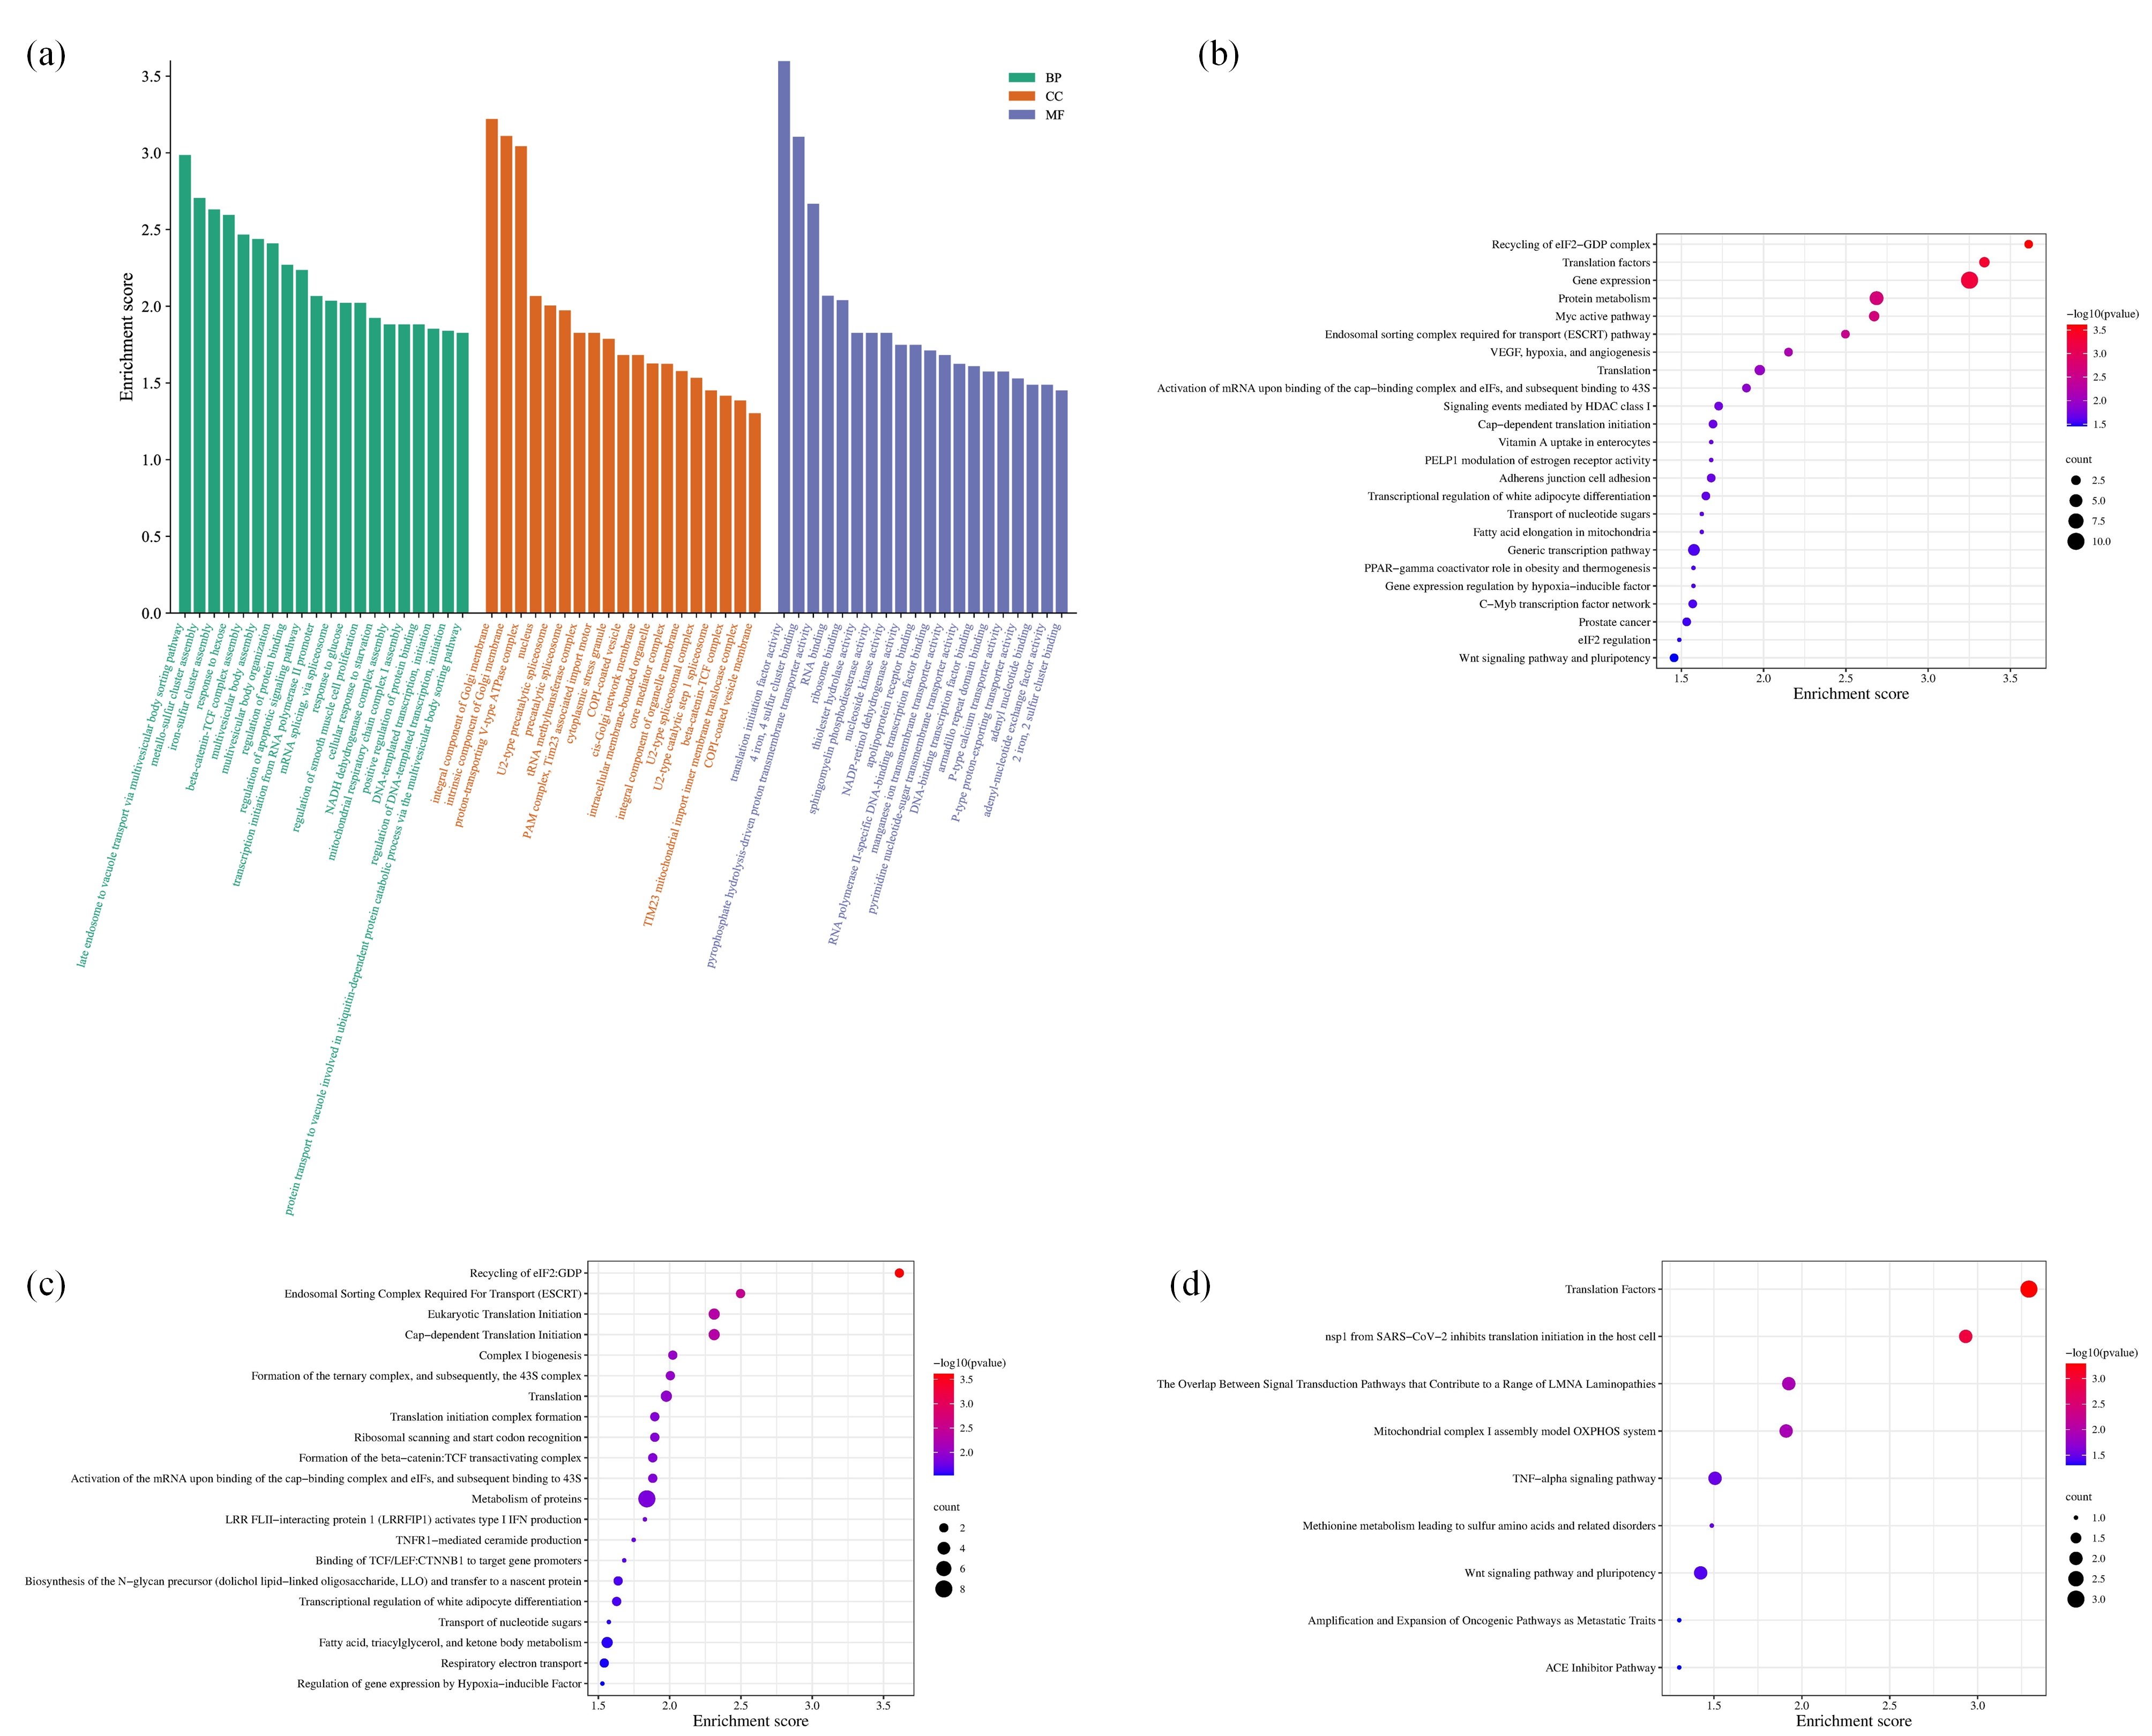 (a)
3.5
3.0
2.5
2.0
1.5
1.0
0.5
0.0
Enrichment score
BP
CC
MF
late endosome to vacuole transport via multivesicular body sorting pathway
metallo-sulfur cluster assembly
iron-sulfur cluster assembly
response to hexose
beta-catenin-TCF complex assembly
multivesicular body assembly
multivesicular body organization
regulation of protein binding
regulation of apoptotic signaling pathway
transcription initiation from RNA polymerase II promoter
mRNA splicing, via spliceosome
response to glucose
regulation of smooth muscle cell proliferation
cellular response to starvation
NADH dehydrogenase complex assembly
mitochondrial respiratory chain complex I assembly
positive regulation of protein binding
DNA-templated transcription, initiation
regulation of DNA-templated transcription, initiation
protein transport to vacuole involved in ubiquitin-dependent protein catabolic process via the multivesicular body sorting pathway
integral component of Golgi membrane
intrinsic component of Golgi membrane
proton-transporting V-type ATPase complex
nucleus
U2-type precatalytic spliceosome
precatalytic spliceosome
tRNA methyltransferase complex
PAM complex, Tim23 associated import motor
cytoplasmic stress granule
COPI-coated vesicle
cis-Golgi network membrane
intracellular membrane-bounded organelle
core mediator complex
integral component of organelle membrane
U2-type spliceosomal complex
U2-type catalytic step 1 spliceosome
beta-catenin-TCF complex
TIM23 mitochondrial import inner membrane translocase complex
COPI-coated vesicle membrane
translation initiation factor activity
4 iron, 4 sulfur cluster binding
pyrophosphate hydrolysis-driven proton transmembrane transporter activity
RNA binding
ribosome binding
thiolester hydrolase activity
sphingomyelin phosphodiesterase activity
nucleoside kinase activity
NADP-retinol dehydrogenase activity
apolipoprotein receptor binding
RNA polymerase II-specific DNA-binding transcription factor binding
manganese ion transmembrane transporter activity
pyrimidine nucleotide-sugar transmembrane transporter activity
DNA-binding transcription factor binding
armadillo repeat domain binding
P-type calcium transporter activity
P-type proton-exporting transporter activity
adenyl nucleotide binding
adenyl-nucleotide exchange factor activity
2 iron, 2 sulfur cluster binding
(b)
Recycling of eIF2−GDP complex
Translation factors
Gene expression
Protein metabolism
Myc active pathway
Endosomal sorting complex required for transport (ESCRT) pathway
VEGF, hypoxia, and angiogenesis
Translation
Activation of mRNA upon binding of the cap−binding complex and eIFs, and subsequent binding to 43S
Signaling events mediated by HDAC class I
Cap−dependent translation initiation
Vitamin A uptake in enterocytes
PELP1 modulation of estrogen receptor activity
Adherens junction cell adhesion
Transcriptional regulation of white adipocyte differentiation
Transport of nucleotide sugars
Fatty acid elongation in mitochondria
Generic transcription pathway
PPAR−gamma coactivator role in obesity and thermogenesis
Gene expression regulation by hypoxia−inducible factor
C−Myb transcription factor network
Prostate cancer
eIF2 regulation
Wnt signaling pathway and pluripotency
1.5 2.0 2.5 3.0 3.5
Enrichment score
−log10(pvalue)
3.5
3.0
2.5
2.0
1.5
count
2.5
5.0
7.5
10.0
(c)
Recycling of eIF2:GDP
Endosomal Sorting Complex Required For Transport (ESCRT)
Eukaryotic Translation Initiation
Cap−dependent Translation Initiation
Complex I biogenesis
Formation of the ternary complex, and subsequently, the 43S complex
Translation
Translation initiation complex formation
Ribosomal scanning and start codon recognition
Formation of the beta−catenin:TCF transactivating complex
Activation of the mRNA upon binding of the cap−binding complex and eIFs, and subsequent binding to 43S
Metabolism of proteins
LRR FLII−interacting protein 1 (LRRFIP1) activates type I IFN production
TNFR1−mediated ceramide production
Binding of TCF/LEF:CTNNB1 to target gene promoters
Biosynthesis of the N−glycan precursor (dolichol lipid−linked oligosaccharide, LLO) and transfer to a nascent protein
Transcriptional regulation of white adipocyte differentiation
Transport of nucleotide sugars
Fatty acid, triacylglycerol, and ketone body metabolism
Respiratory electron transport
Regulation of gene expression by Hypoxia−inducible Factor
1.5 2.0 2.5 3.0 3.5
Enrichment score
−log10(pvalue)
3.5
3.0
2.5
2.0
count
2
4
6
8
(d)
Translation Factors
nsp1 from SARS−CoV−2 inhibits translation initiation in the host cell
The Overlap Between Signal Transduction Pathways that Contribute to a Range of LMNA Laminopathies
Mitochondrial complex I assembly model OXPHOS system
TNF−alpha signaling pathway
Methionine metabolism leading to sulfur amino acids and related disorders
Wnt signaling pathway and pluripotency
Amplification and Expansion of Oncogenic Pathways as Metastatic Traits
ACE Inhibitor Pathway
1.5 2.0 2.5 3.0
Enrichment score
−log10(pvalue)
3.0
2.5
2.0
1.5
count
1.0
1.5
2.0
2.5
3.0